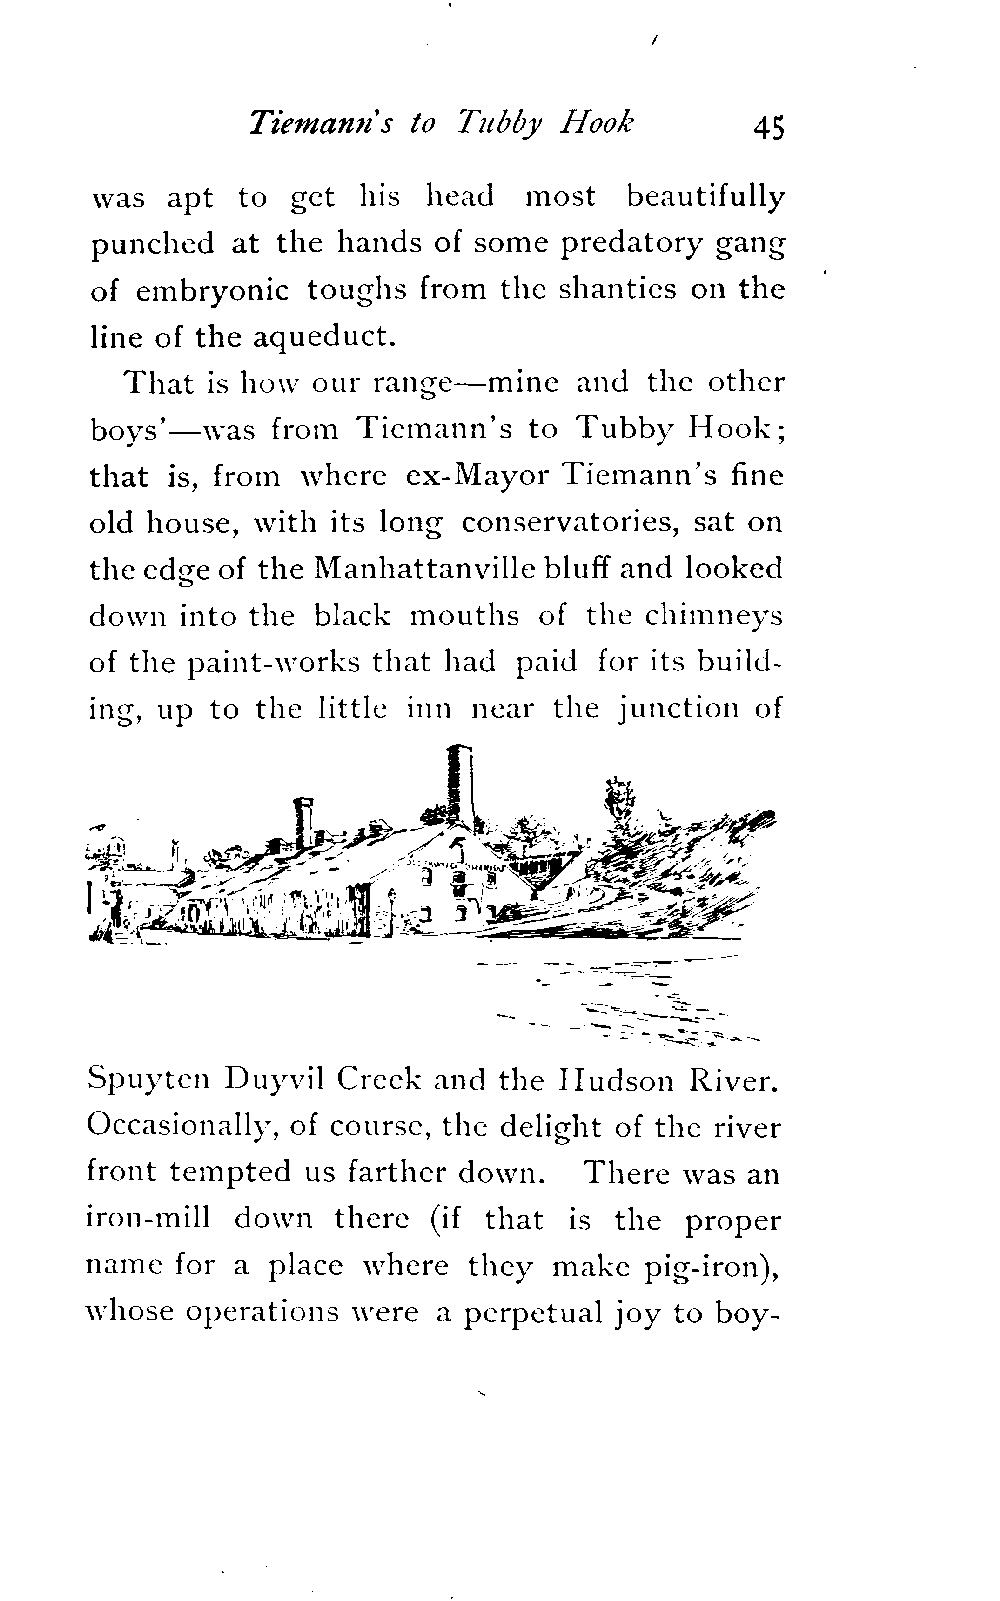 Tiemann's to Tubby Hook 45
was apt to get his head most beautifully
punched at the hands of some predatory gang
of embryonic toughs from the shanties on the
line of the aqueduct.
That is how our range—mine and the other
boys'—was from Tiemann's to Tubby Hook;
that is, from where ex-Mayor Tiemann's fine
old house, with its long conservatories, sat on
the edge of the Manhattanville bluff and looked
down into the black mouths of the chimneys
of the paint-works that had paid for its build-
ing, up to the little inn near the junction of
Spuyten Duyvil Creek and the Hudson River.
Occasionally, of course, the delight of the river
front tempted us farther down. There was an
iron-mill down there (if that is the proper
name for a place where they make pig-iron),
whose operations were a perpetual joy to boy-